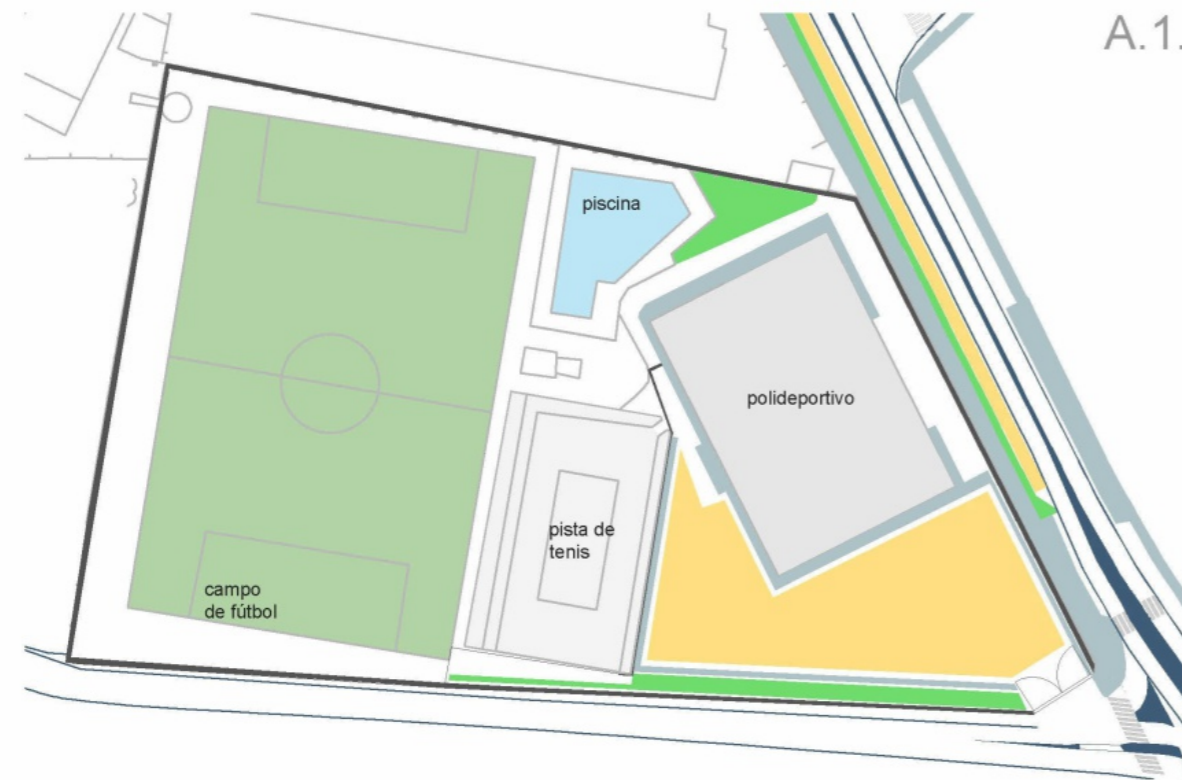 A.1.
piscina
polideportivo
pista de
tenis
campo
de fútbol